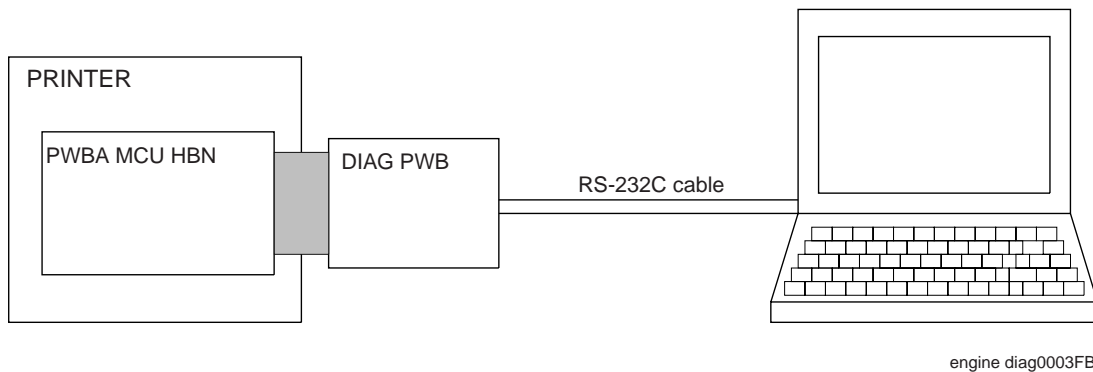 PRINTER
PWBA MCU HBN
DIAG PWB
RS-232C cable
engine diag0003FB